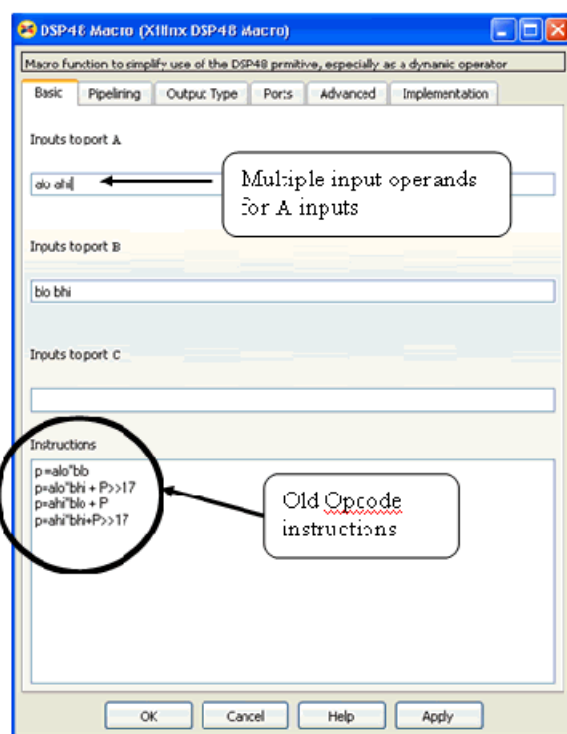 DSP48 Macro (Xilinx DSP48 Macro)
Macro function to simplify use of the DSP48 prmitive, especially as a dynanic operator
Basic Pipelining Output Type Ports Advanced Implementation
Inputs to port A
alo ahi
Multiple input operands
for A inputs
Inputs to port B
blo bhi
Inputs to port C
Instructions
p=alo*blo
p=alo*bhi + P>>17
p=ahi*blo + P
p=ahi*bhi+P>>17
Old Opcode
instructions
OK Cancel Help Apply